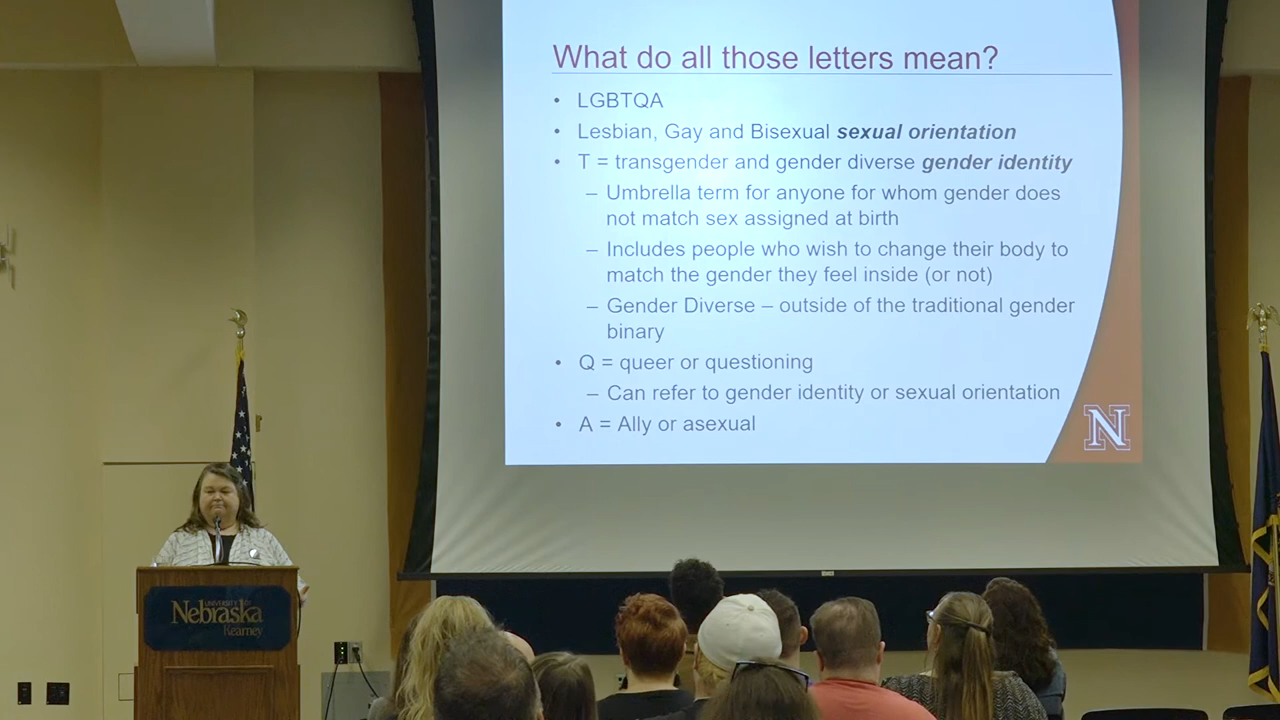 What do all those letters mean?
• LGBTQA
• Lesbian, Gay and Bisexual sexual orientation
• T = transgender and gender diverse gender identity
– Umbrella term for anyone for whom gender does
not match sex assigned at birth
– Includes people who wish to change their body to
match the gender they feel inside (or not)
– Gender Diverse – outside of the traditional gender
binary
• Q = queer or questioning
– Can refer to gender identity or sexual orientation
• A = Ally or asexual
N
UNIVERSITY OF
Nebraska
Kearney